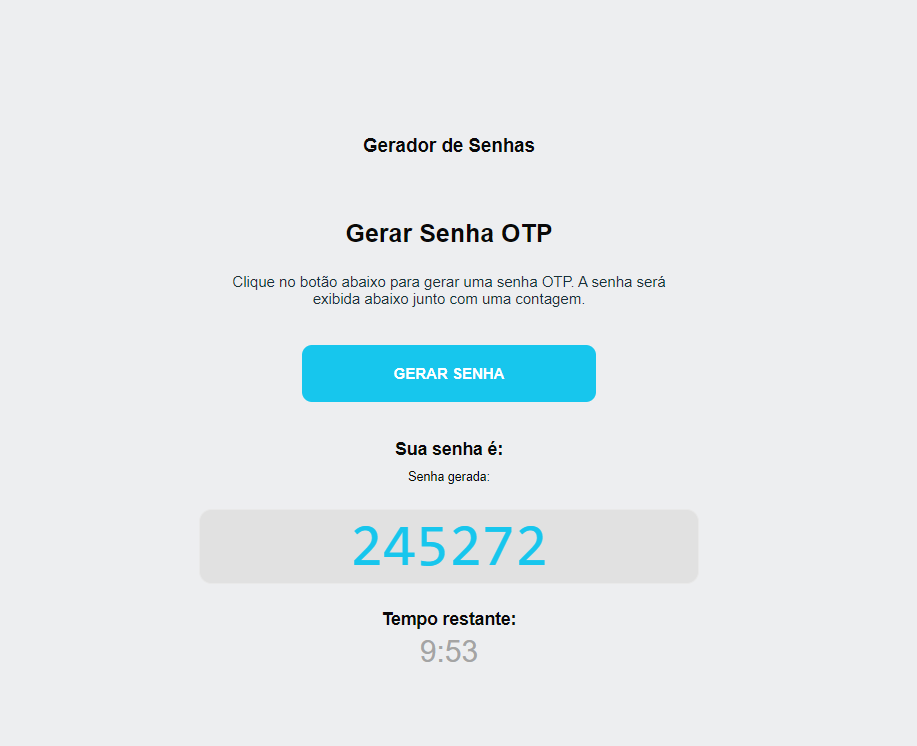 Gerador de Senhas
Gerar Senha OTP
Clique no botão abaixo para gerar uma senha OTP. A senha será
exibida abaixo junto com uma contagem.
GERAR SENHA
Sua senha é:
Senha gerada:
245272
Tempo restante:
9:53